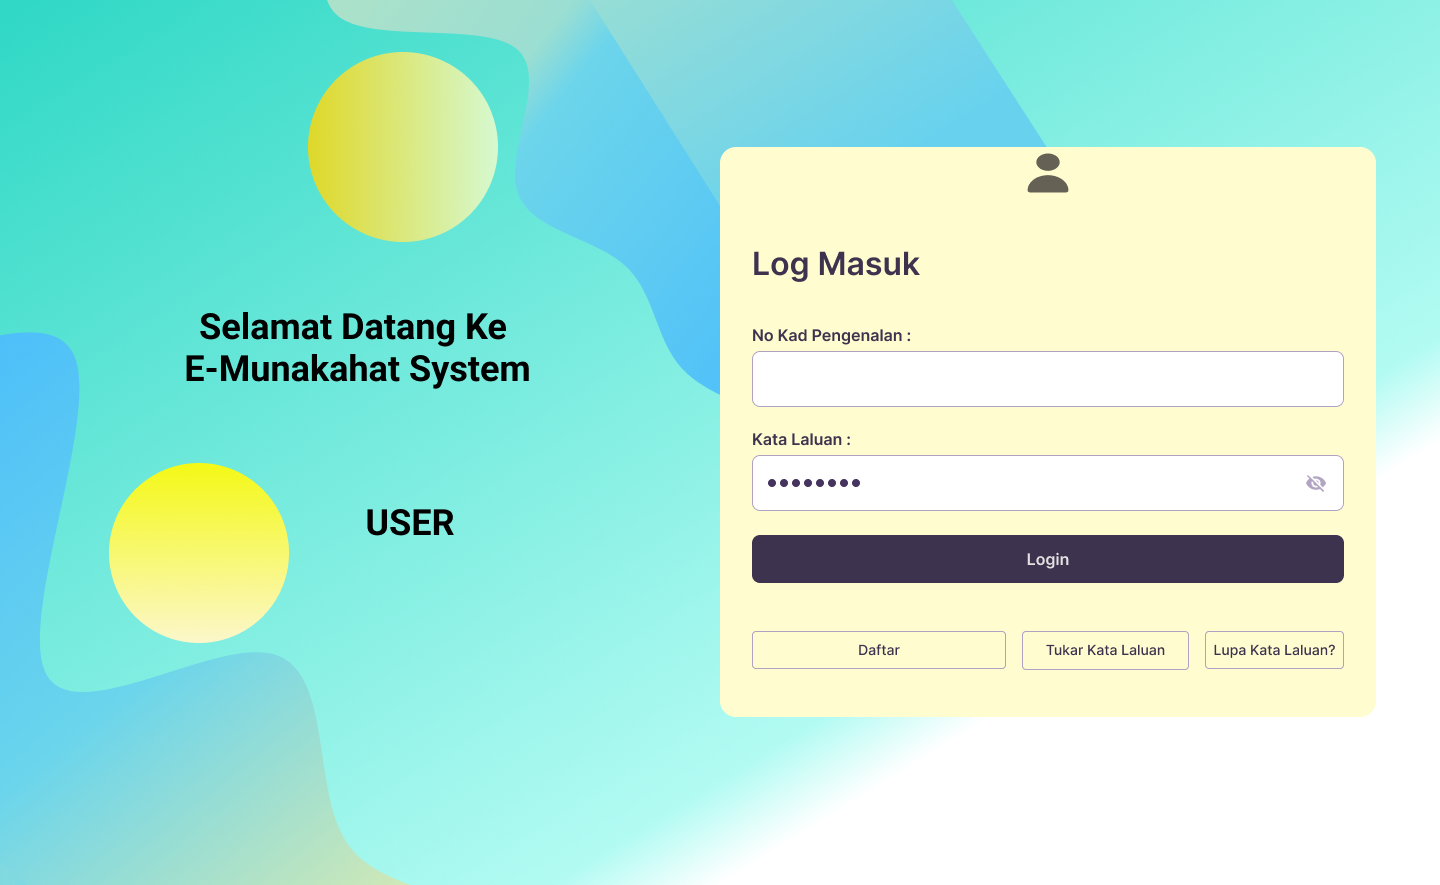 Selamat Datang Ke
E-Munakahat System
USER
Log Masuk
No Kad Pengenalan :
Kata Laluan :
Login
Daftar
Tukar Kata Laluan
Lupa Kata Laluan?